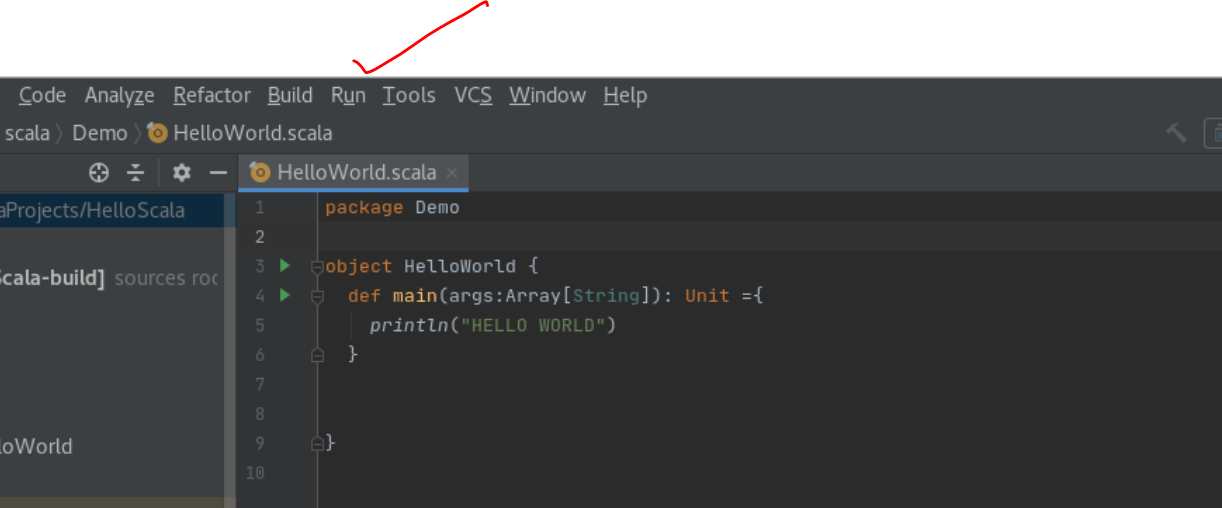 Code Analyze Refactor Build Run Tools VCS Window Help
scala Demo HelloWorld.scala
HelloWorld.scala
aProjects/HelloScala
Scala-build] sources roo
loWorld
1 package Demo
2
3 object HelloWorld {
4 def main(args:Array[String]): Unit ={
5 println("HELLO WORLD")
6 }
7
8
9 }
10